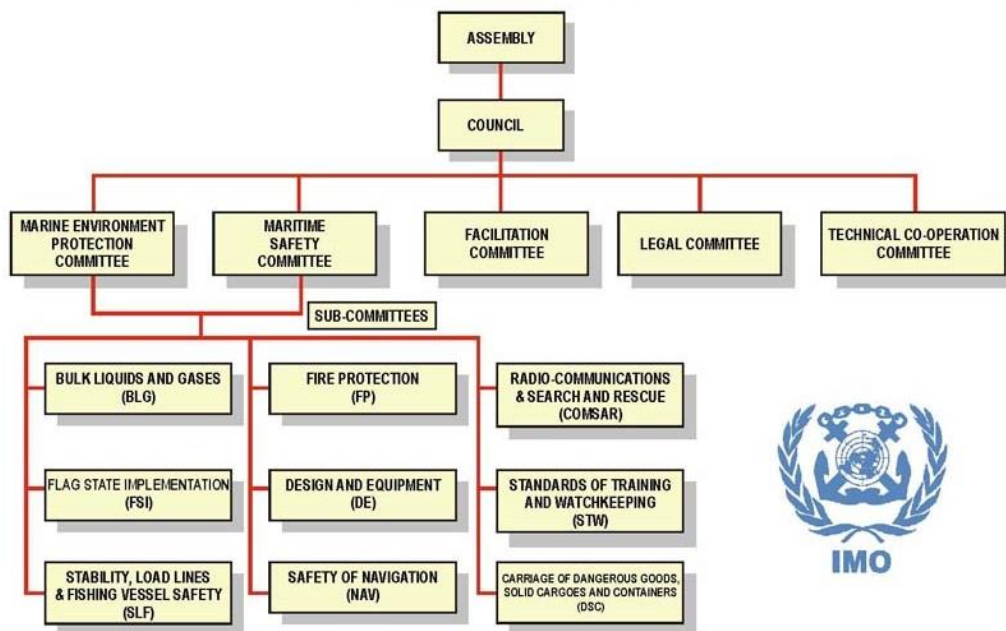 ASSEMBLY
COUNCIL
MARINE ENVIRONMENT
PROTECTION
COMMITTEE
MARITIME
SAFETY
COMMITTEE
FACILITATION
COMMITTEE
LEGAL COMMITTEE
TECHNICAL CO-OPERATION
COMMITTEE
SUB-COMMITTEES
BULK LIQUIDS AND GASES
(BLG)
FIRE PROTECTION
(FP)
RADIO-COMMUNICATIONS
& SEARCH AND RESCUE
(COMSAR)
FLAG STATE IMPLEMENTATION
(FSI)
DESIGN AND EQUIPMENT
(DE)
STANDARDS OF TRAINING
AND WATCHKEEPING
(STW)
STABILITY, LOAD LINES
& FISHING VESSEL SAFETY
(SLF)
SAFETY OF NAVIGATION
(NAV)
CARRIAGE OF DANGEROUS GOODS,
SOLID CARGOES AND CONTAINERS
(DSC)
IMO